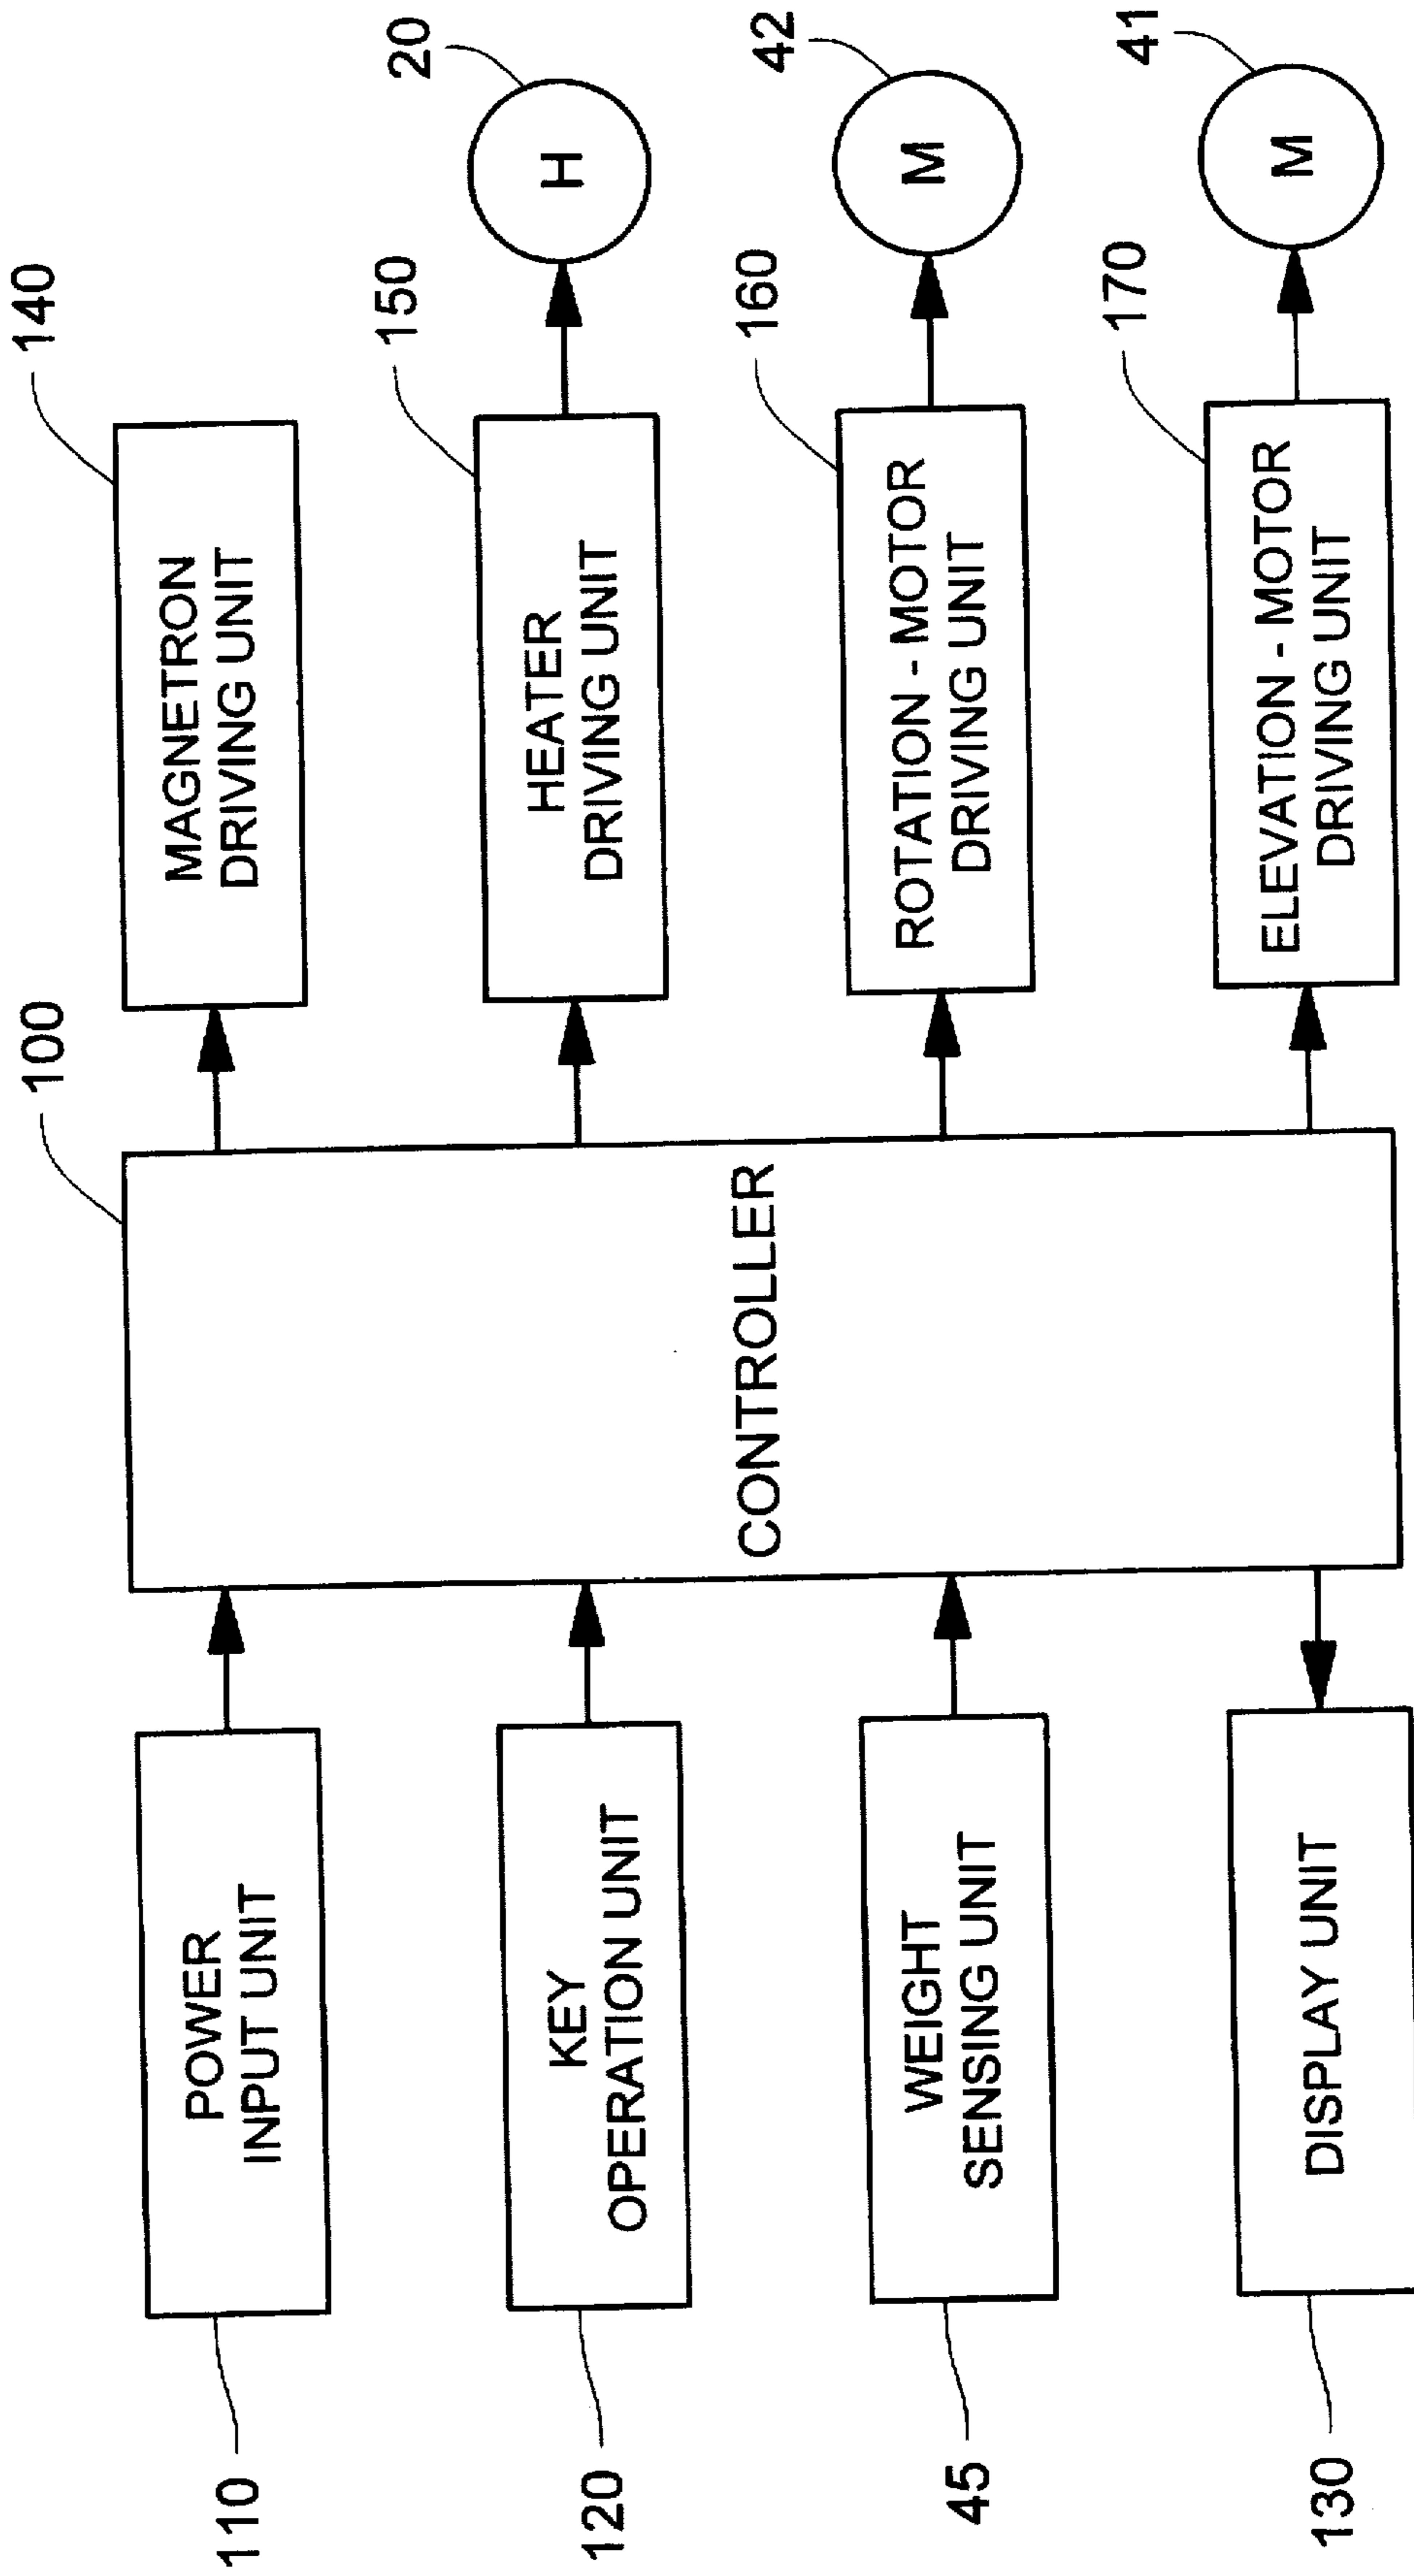 100
140
MAGNETRON
DRIVING UNIT
150
HEATER
DRIVING UNIT
20
H
160
ROTATION - MOTOR
DRIVING UNIT
42
M
170
ELEVATION - MOTOR
DRIVING UNIT
41
M
CONTROLLER
110
POWER
INPUT UNIT
120
KEY
OPERATION UNIT
45
WEIGHT
SENSING UNIT
130
DISPLAY UNIT